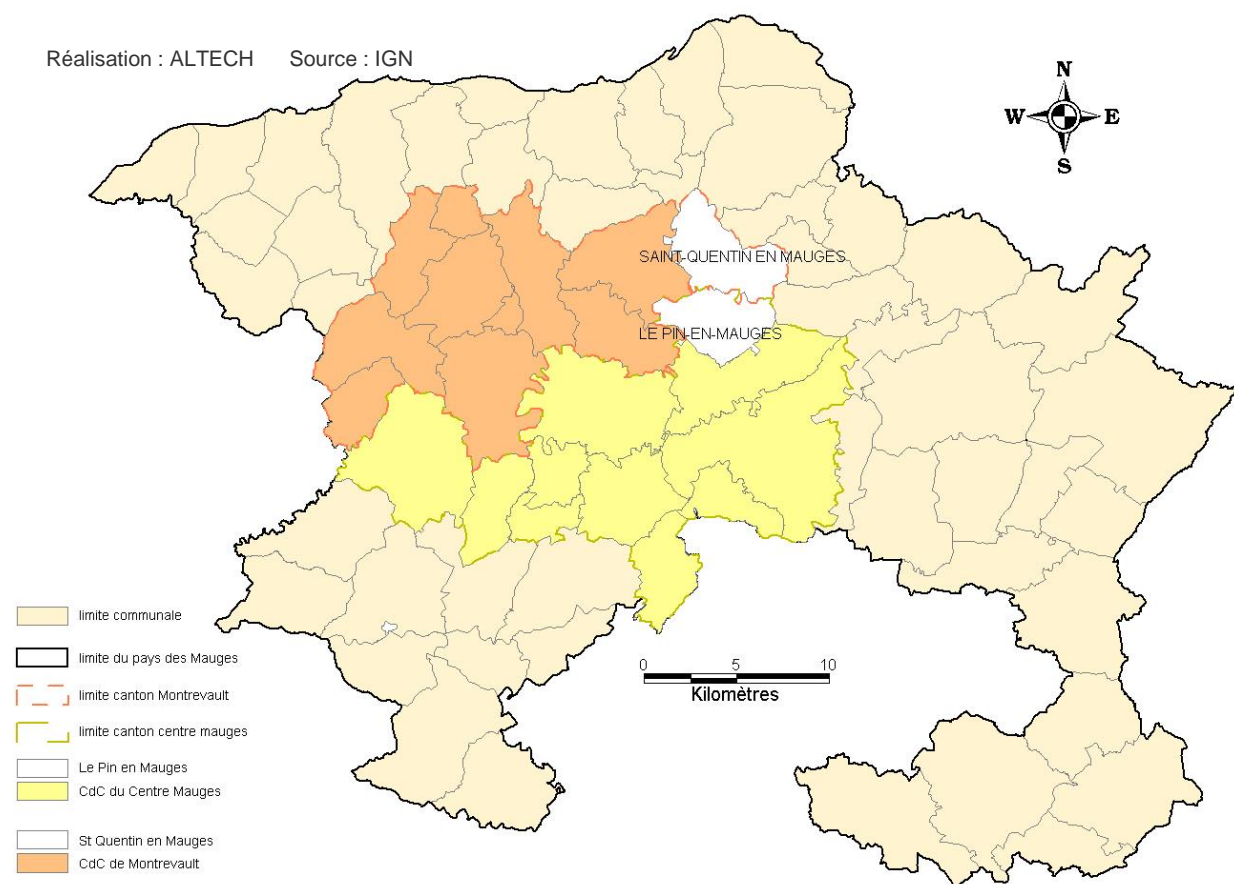 Réalisation : ALTECH Source : IGN
N
W E
S
SAINT-QUENTIN EN MAUGES
LE PIN-EN-MAUGES
limite communale
limite du pays des Mauges
limite canton Montrevault
limite canton centre mauges
Le Pin en Mauges
CdC du Centre Mauges
St Quentin en Mauges
CdC de Montrevault
0 5 10
Kilomètres